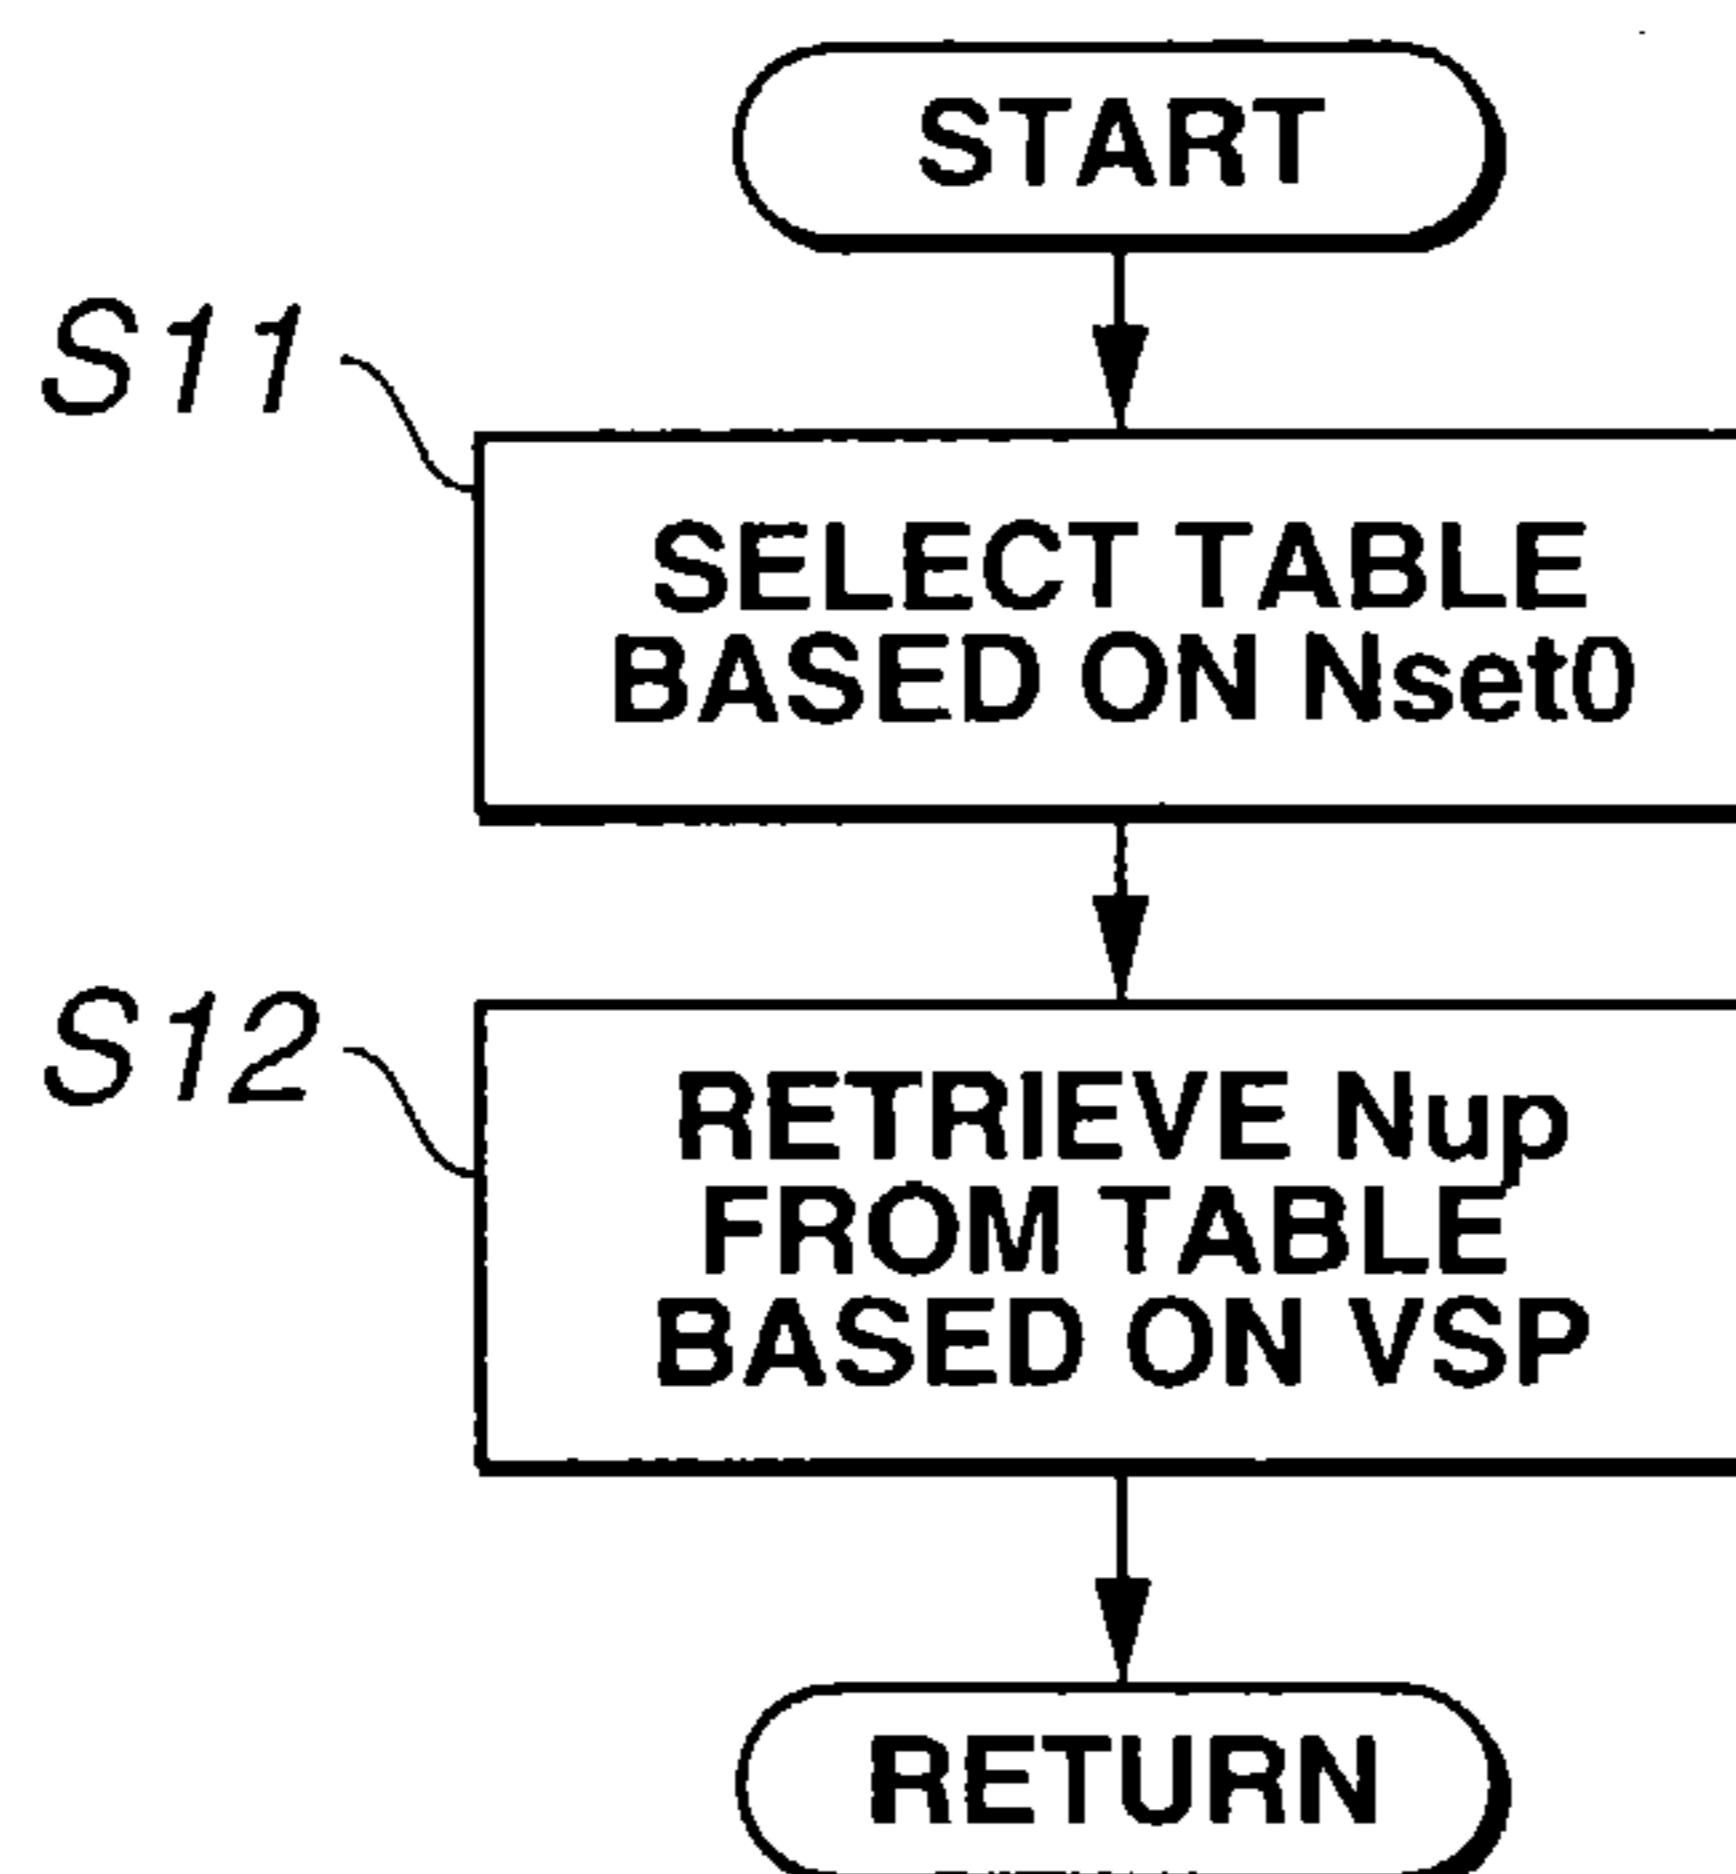 START
S11
SELECT TABLE
BASED ON Nset0
S12
RETRIEVE Nup
FROM TABLE
BASED ON VSP
RETURN